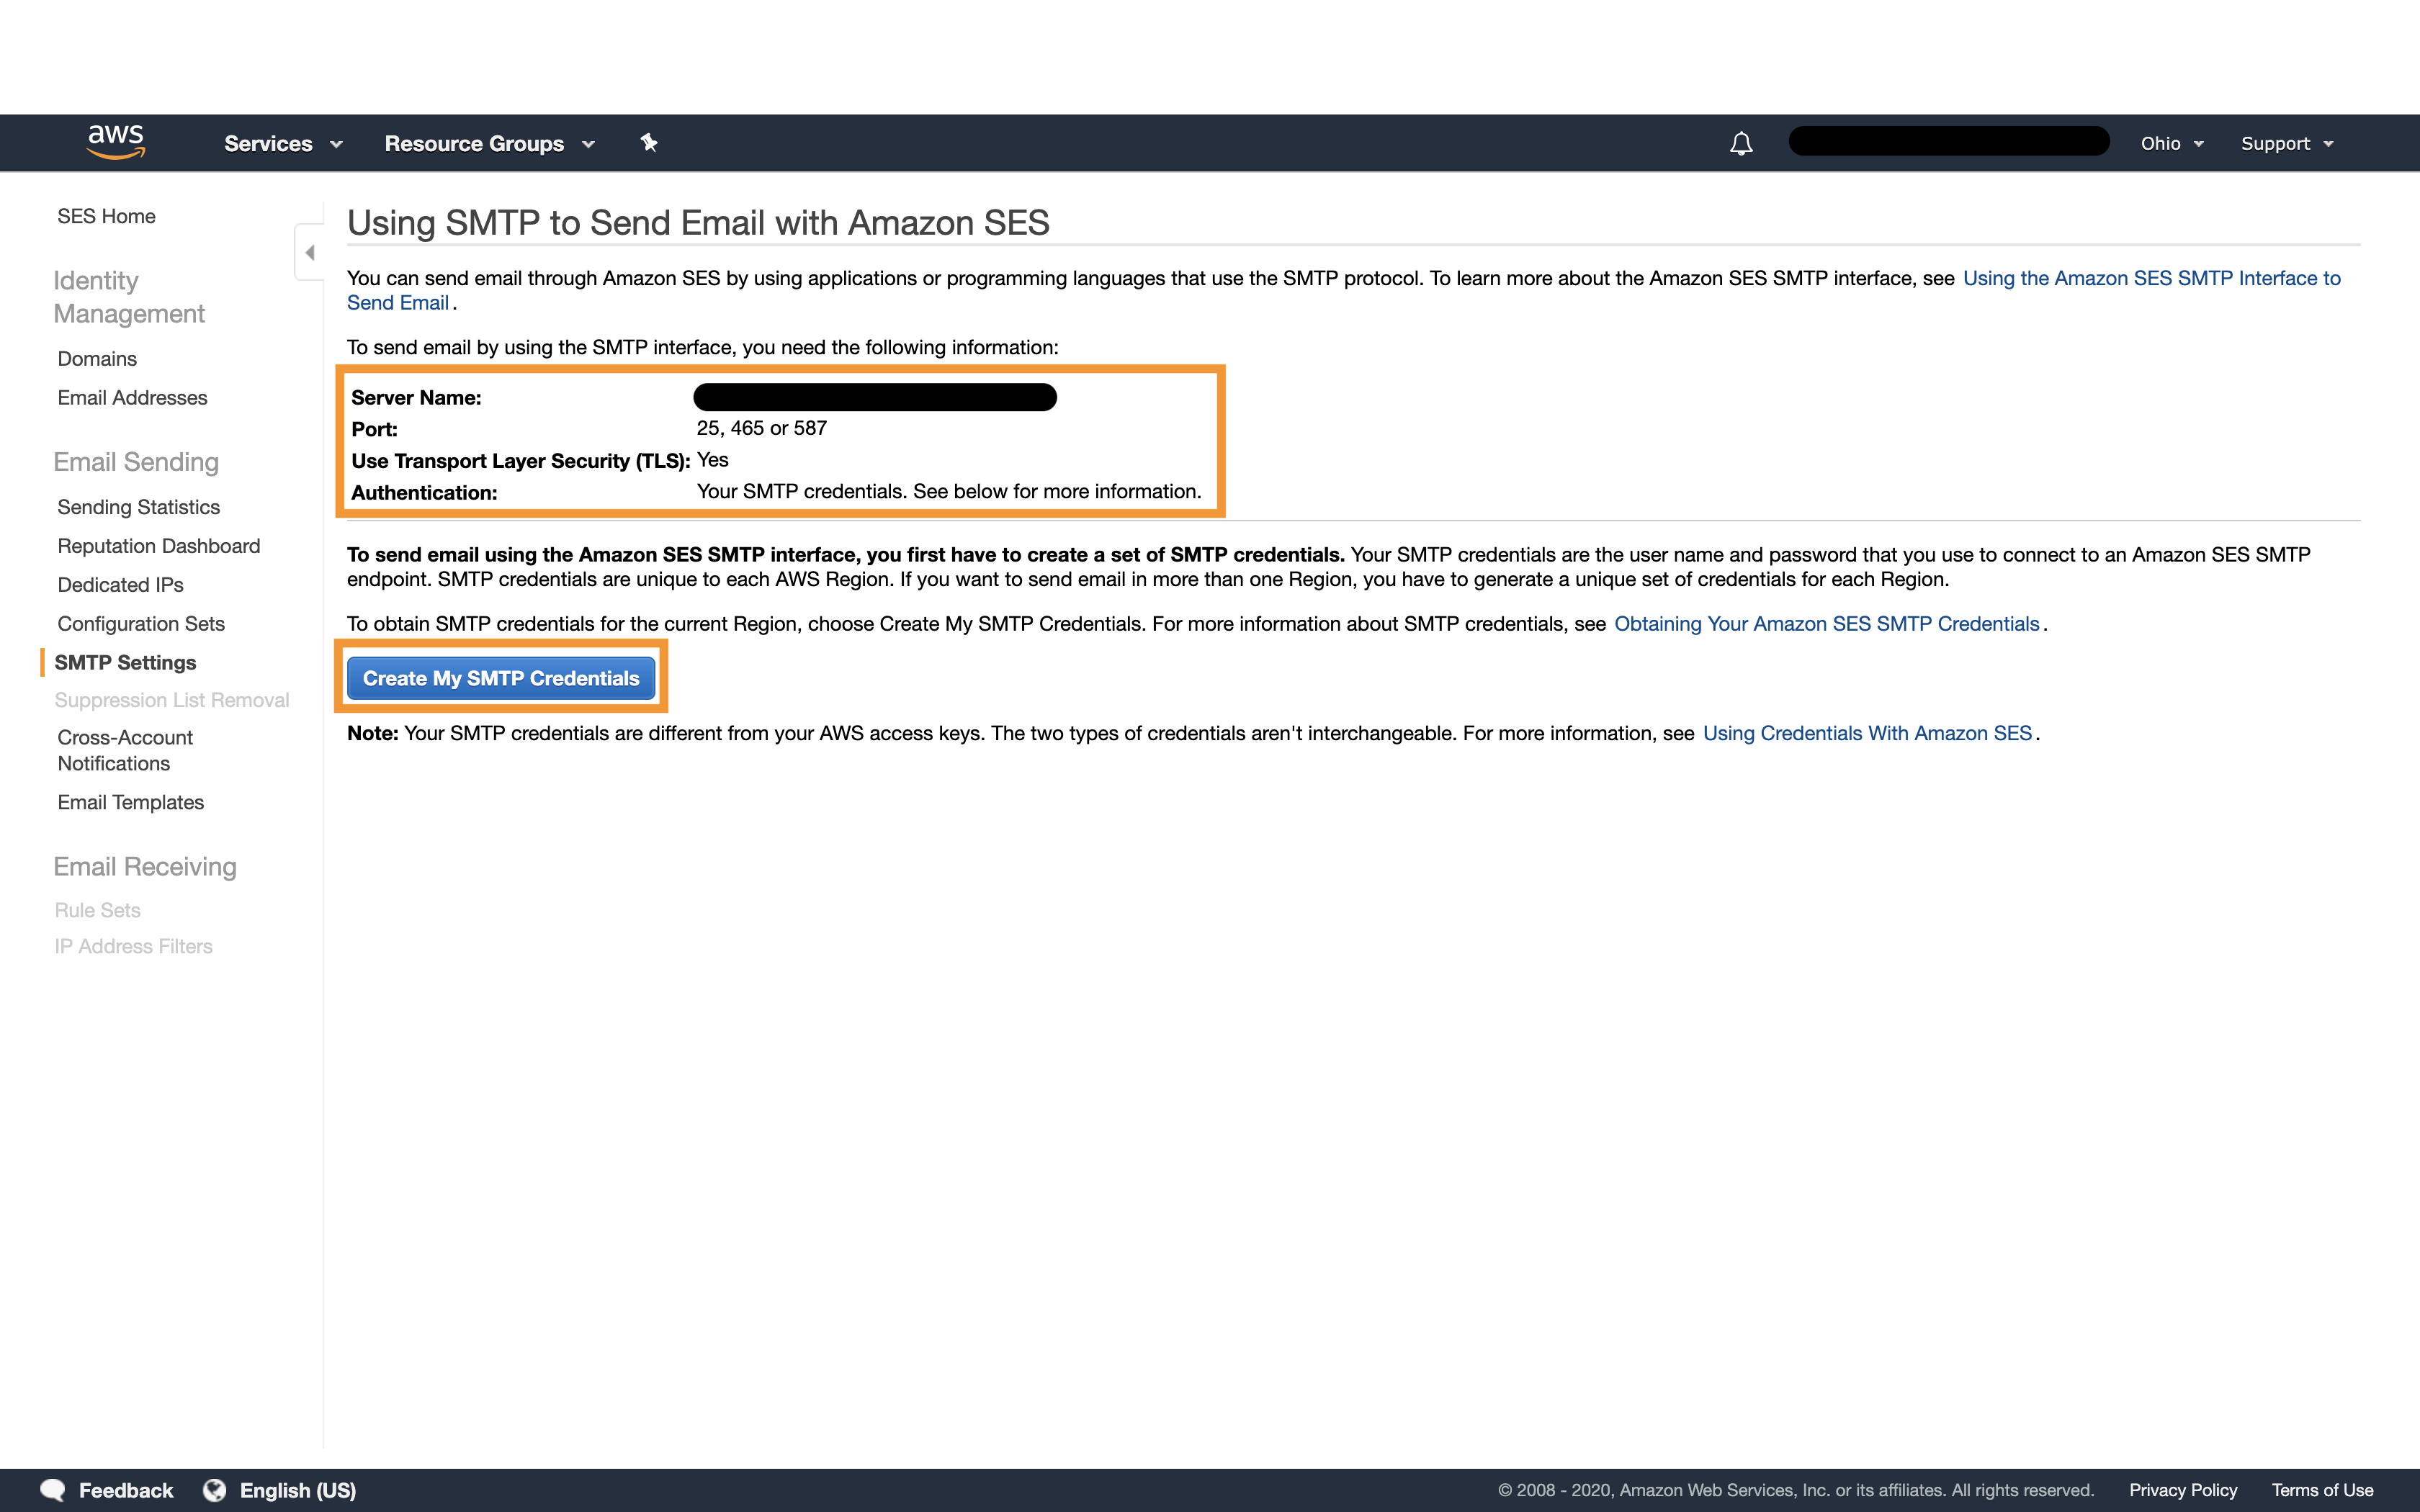 aws
Services
Resource Groups
Ohio
Support
SES Home
Identity
Management
Domains
Email Addresses
Email Sending
Sending Statistics
Reputation Dashboard
Dedicated IPs
Configuration Sets
SMTP Settings
Suppression List Removal
Cross-Account
Notifications
Email Templates
Email Receiving
Rule Sets
IP Address Filters
Using SMTP to Send Email with Amazon SES
You can send email through Amazon SES by using applications or programming languages that use the SMTP protocol. To learn more about the Amazon SES SMTP interface, see Using the Amazon SES SMTP Interface to
Send Email.
To send email by using the SMTP interface, you need the following information:
Server Name:
Port: 25, 465 or 587
Use Transport Layer Security (TLS): Yes
Authentication: Your SMTP credentials. See below for more information.
To send email using the Amazon SES SMTP interface, you first have to create a set of SMTP credentials. Your SMTP credentials are the user name and password that you use to connect to an Amazon SES SMTP
endpoint. SMTP credentials are unique to each AWS Region. If you want to send email in more than one Region, you have to generate a unique set of credentials for each Region.
To obtain SMTP credentials for the current Region, choose Create My SMTP Credentials. For more information about SMTP credentials, see Obtaining Your Amazon SES SMTP Credentials.
Create My SMTP Credentials
Note: Your SMTP credentials are different from your AWS access keys. The two types of credentials aren't interchangeable. For more information, see Using Credentials With Amazon SES.
Feedback
English (US)
© 2008 - 2020, Amazon Web Services, Inc. or its affiliates. All rights reserved.
Privacy Policy
Terms of Use